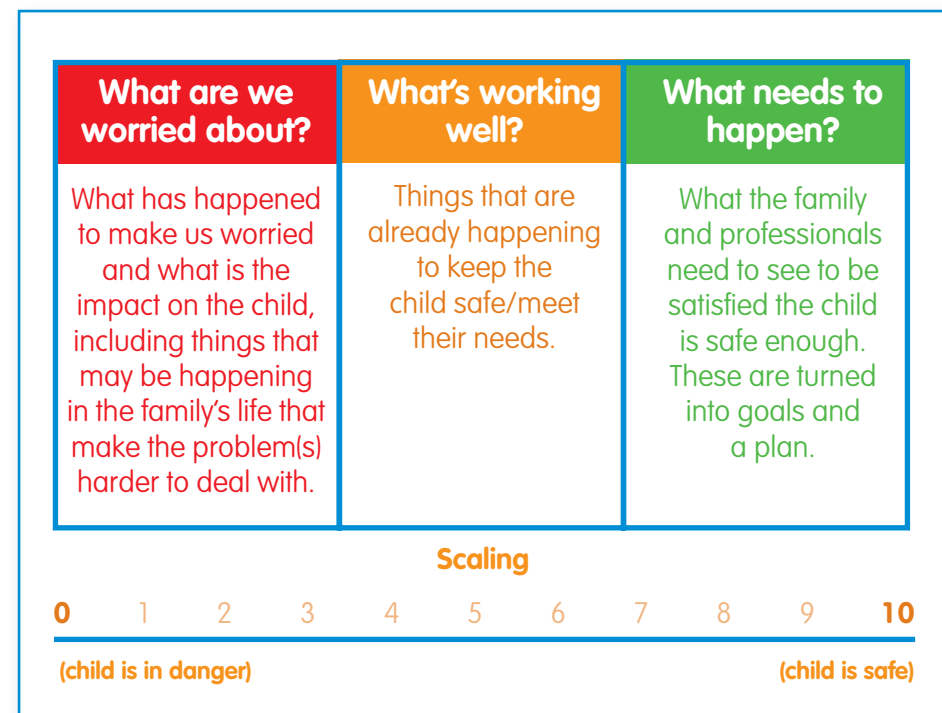 What are we
worried about?
What has happened
to make us worried
and what is the
impact on the child,
including things that
may be happening
in the family's life that
make the problem(s)
harder to deal with.
What's working
well?
Things that are
already happening
to keep the
child safe/meet
their needs.
What needs to
happen?
What the family
and professionals
need to see to be
satisfied the child
is safe enough.
These are turned
into goals and
a plan.
Scaling
0 1 2 3 4 5 6 7 8 9 10
(child is in danger) (child is safe)